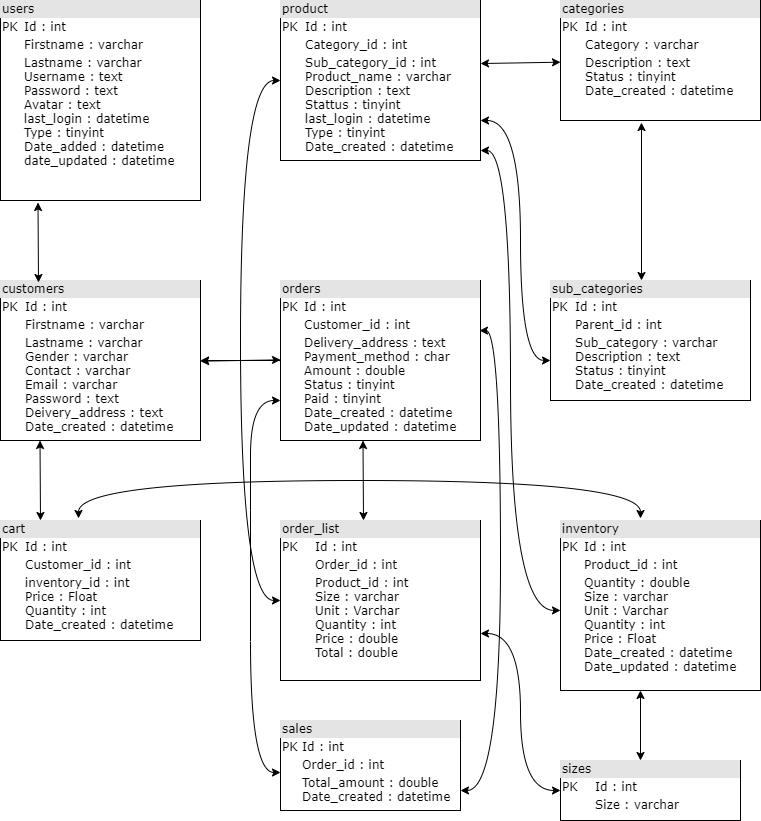 users
PK Id : int
Firstname : varchar
Lastname : varchar
Username : text
Password : text
Avatar : text
last_login : datetime
Type : tinyint
Date_added : datetime
date_updated : datetime
product
PK Id : int
Category_id : int
Sub_category_id : int
Product_name : varchar
Description : text
Stattus : tinyint
last_login : datetime
Type : tinyint
Date_created : datetime
categories
PK Id : int
Category : varchar
Description : text
Status : tinyint
Date_created : datetime
customers
PK Id : int
Firstname : varchar
Lastname : varchar
Gender : varchar
Contact : varchar
Email : varchar
Password : text
Deivery_address : text
Date_created : datetime
orders
PK Id : int
Customer_id : int
Delivery_address : text
Payment_method : char
Amount : double
Status : tinyint
Paid : tinyint
Date_created : datetime
Date_updated : datetime
sub_categories
PK Id : int
Parent_id : int
Sub_category : varchar
Description : text
Status : tinyint
Date_created : datetime
cart
PK Id : int
Customer_id : int
inventory_id : int
Price : Float
Quantity : int
Date_created : datetime
order_list
PK Id : int
Order_id : int
Product_id : int
Size : varchar
Unit : Varchar
Quantity : int
Price : double
Total : double
inventory
PK Id : int
Product_id : int
Quantity : double
Size : varchar
Unit : Varchar
Quantity : int
Price : Float
Date_created : datetime
Date_updated : datetime
sales
PK Id : int
Order_id : int
Total_amount : double
Date_created : datetime
sizes
PK Id : int
Size : varchar